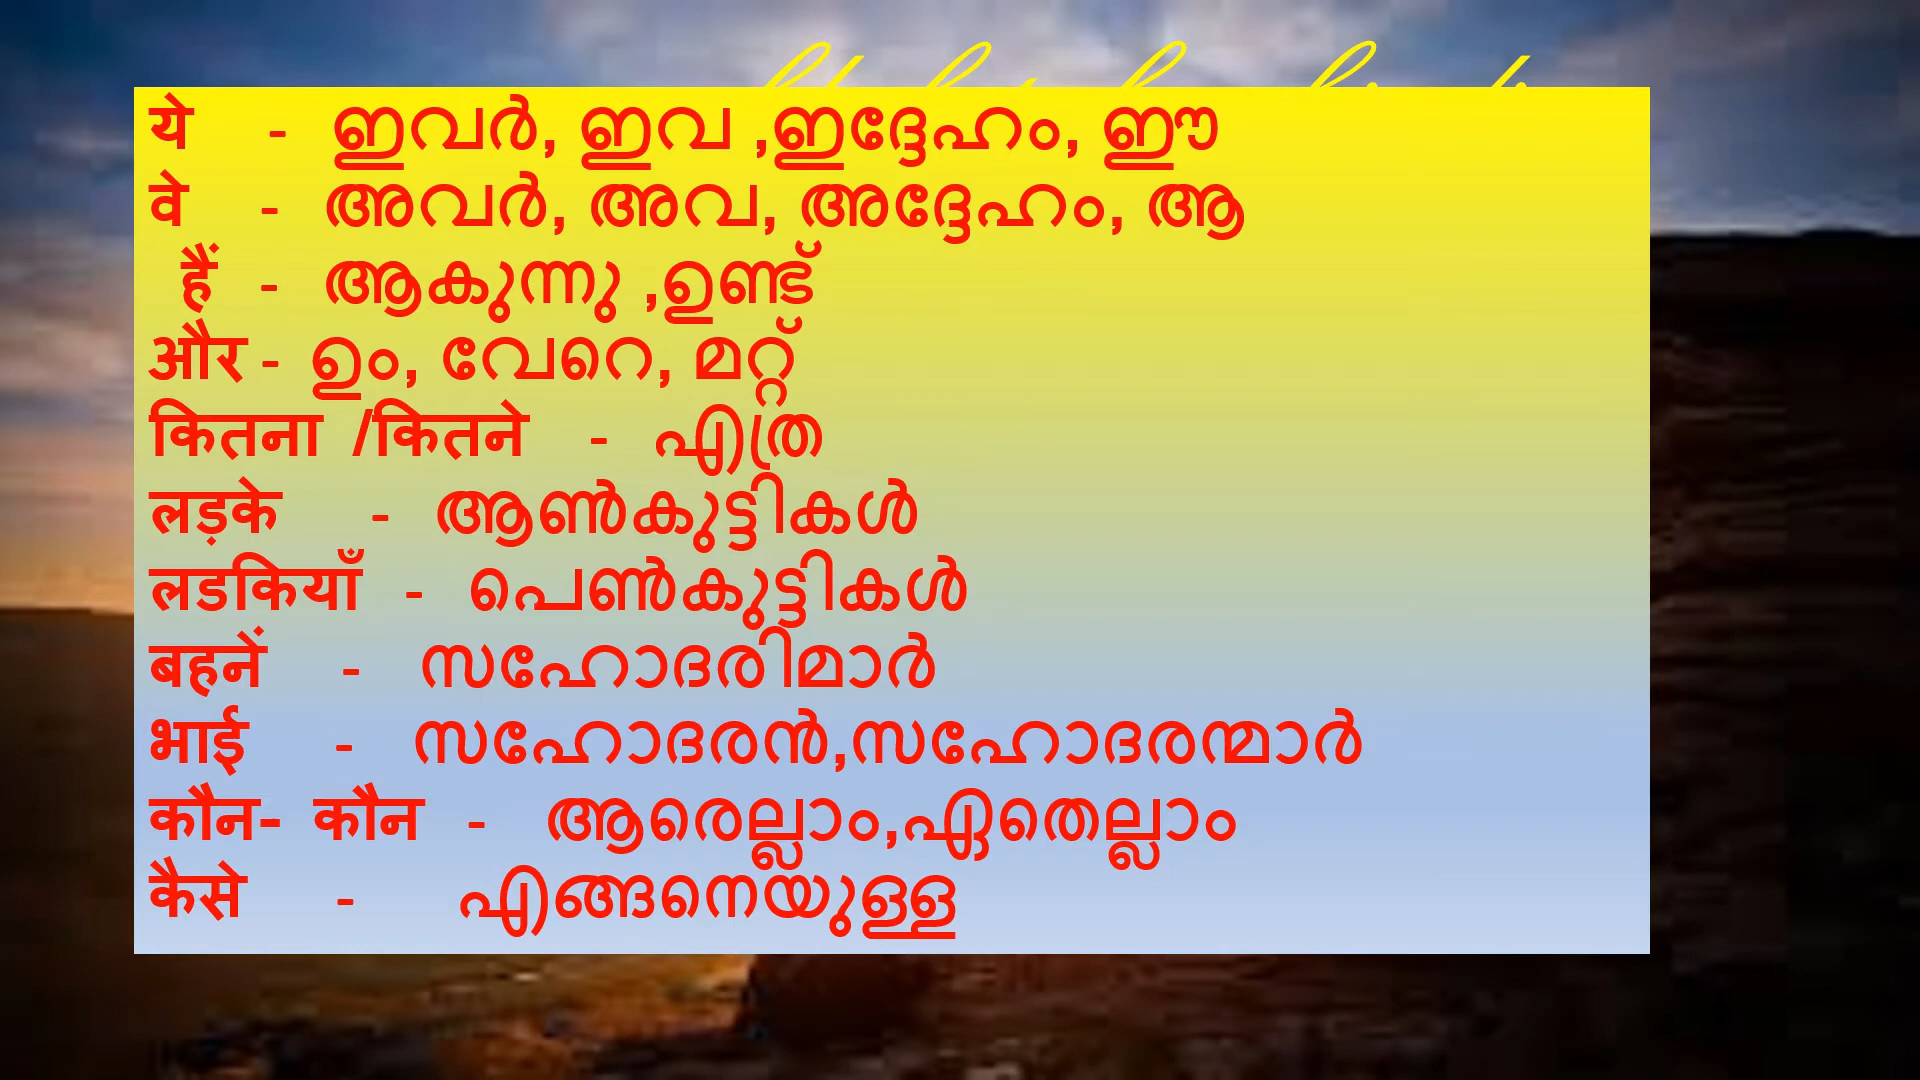 ये - ഇവർ, ഇവ ,ഇദ്ദേഹം, ഈ
वे - അവർ, അവ, അദ്ദേഹം, ആ
हैं - ആകുന്നു ,ഉണ്ട്
और - ഉം, വേറെ, മറ്റ്
कितना /कितने - എത്ര
लड़के - ആൺകുട്ടികൾ
लडकियाँ - പെൺകുട്ടികൾ
बहनें - സഹോദരിമാർ
भाई - സഹോദരൻ,സഹോദരന്മാർ
कौन- कौन - ആരെല്ലാം,ഏതെല്ലാം
कैसे - എങ്ങനെയുള്ള